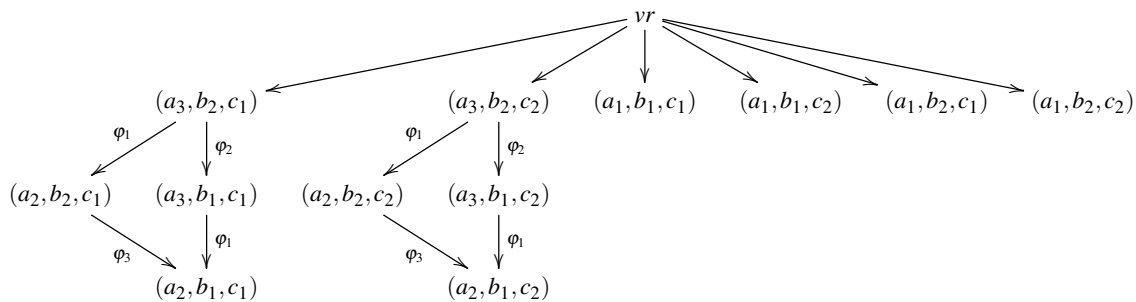 vr
(a₃,b₂,c₁) (a₃,b₂,c₂) (a₁,b₁,c₁) (a₁,b₁,c₂) (a₁,b₂,c₁) (a₁,b₂,c₂)
φ₁ φ₂ φ₁ φ₂
(a₂,b₂,c₁) (a₃,b₁,c₁) (a₂,b₂,c₂) (a₃,b₁,c₂)
φ₃ φ₁ φ₃ φ₁
(a₂,b₁,c₁) (a₂,b₁,c₂)